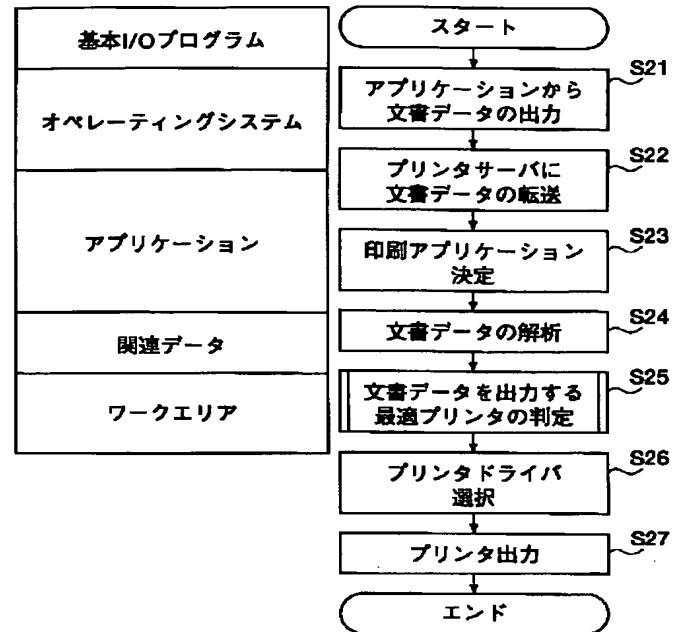 基本I/Oプログラム
オペレーティングシステム
アプリケーション
関連データ
ワークエリア
スタート
S21
アプリケーションから
文書データの出力
S22
プリンタサーバに
文書データの転送
S23
印刷アプリケーション
決定
S24
文書データの解析
S25
文書データを出力する
最適プリンタの判定
S26
プリンタドライバ
選択
S27
プリンタ出力
エンド